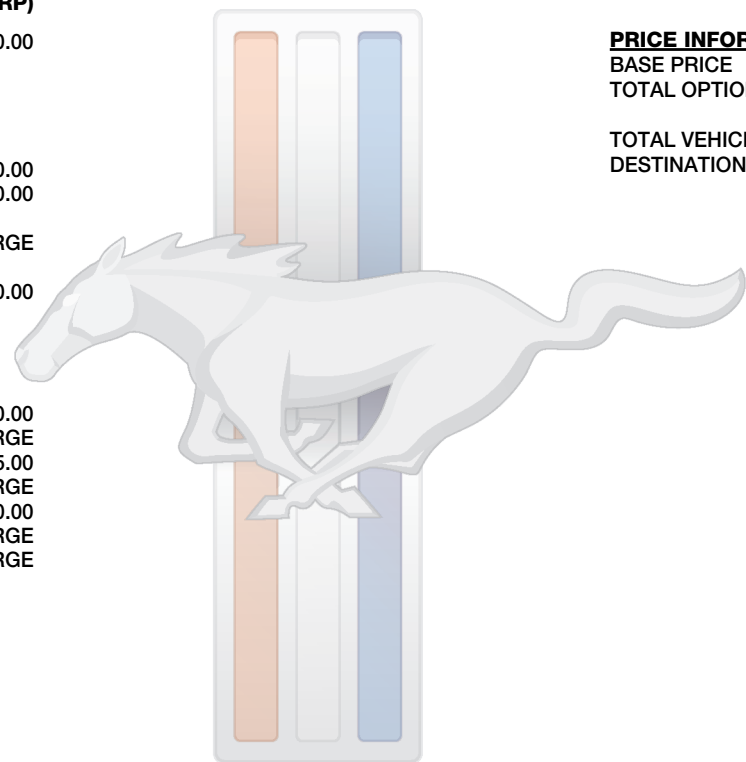 RP)
0.00
0.00
0.00
RGE
0.00
0.00
RGE
5.00
RGE
0.00
RGE
RGE
PRICE INFOR
BASE PRICE
TOTAL OPTIO
TOTAL VEHICL
DESTINATION